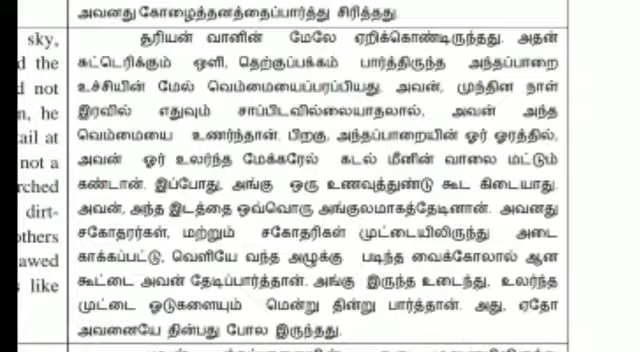 அவனது கோழைத்தனத்தைப்பார்த்து சிரித்தது.
sky, சூரியன் வானின் மேலே ஏறிக்கொண்டிருந்தது. அதன்
d the சுட்டெரிக்கும் ஒளி, தெற்குப்பக்கம் பார்த்திருந்த அந்தப்பாறை
d not உச்சியின் மேல் வெம்மையைப்பரப்பியது. அவன், முந்தின நாள்
n, he இரவில் எதுவும் சாப்பிடவில்லையாதலால், அவன் அந்த
ail at வெம்மையை உணர்ந்தான். பிறகு, அந்தப்பாறையின் ஓர் ஓரத்தில்,
not a அவன் ஓர் உலர்ந்த மேக்கரேல் கடல் மீனின் வாலை மட்டும்
rched கண்டான். இப்போது, அங்கு ஒரு உணவுத்துண்டு கூட கிடையாது.
dirt- அவன், அந்த இடத்தை ஒவ்வொரு அங்குலமாகத்தேடினான். அவனது
others சகோதரர்கள், மற்றும் சகோதரிகள் முட்டையிலிருந்து அடை
awed காக்கப்பட்டு, வெளியே வந்த அழுக்கு படிந்த வைக்கோலால் ஆன
like கூட்டை அவன் தேடிப்பார்த்தான். அங்கு இருந்த உடைந்து, உலர்ந்த
முட்டை ஓடுகளையும் மென்று தின்று பார்த்தான். அது, ஏதோ
அவனையே தின்பது போல இருந்தது.